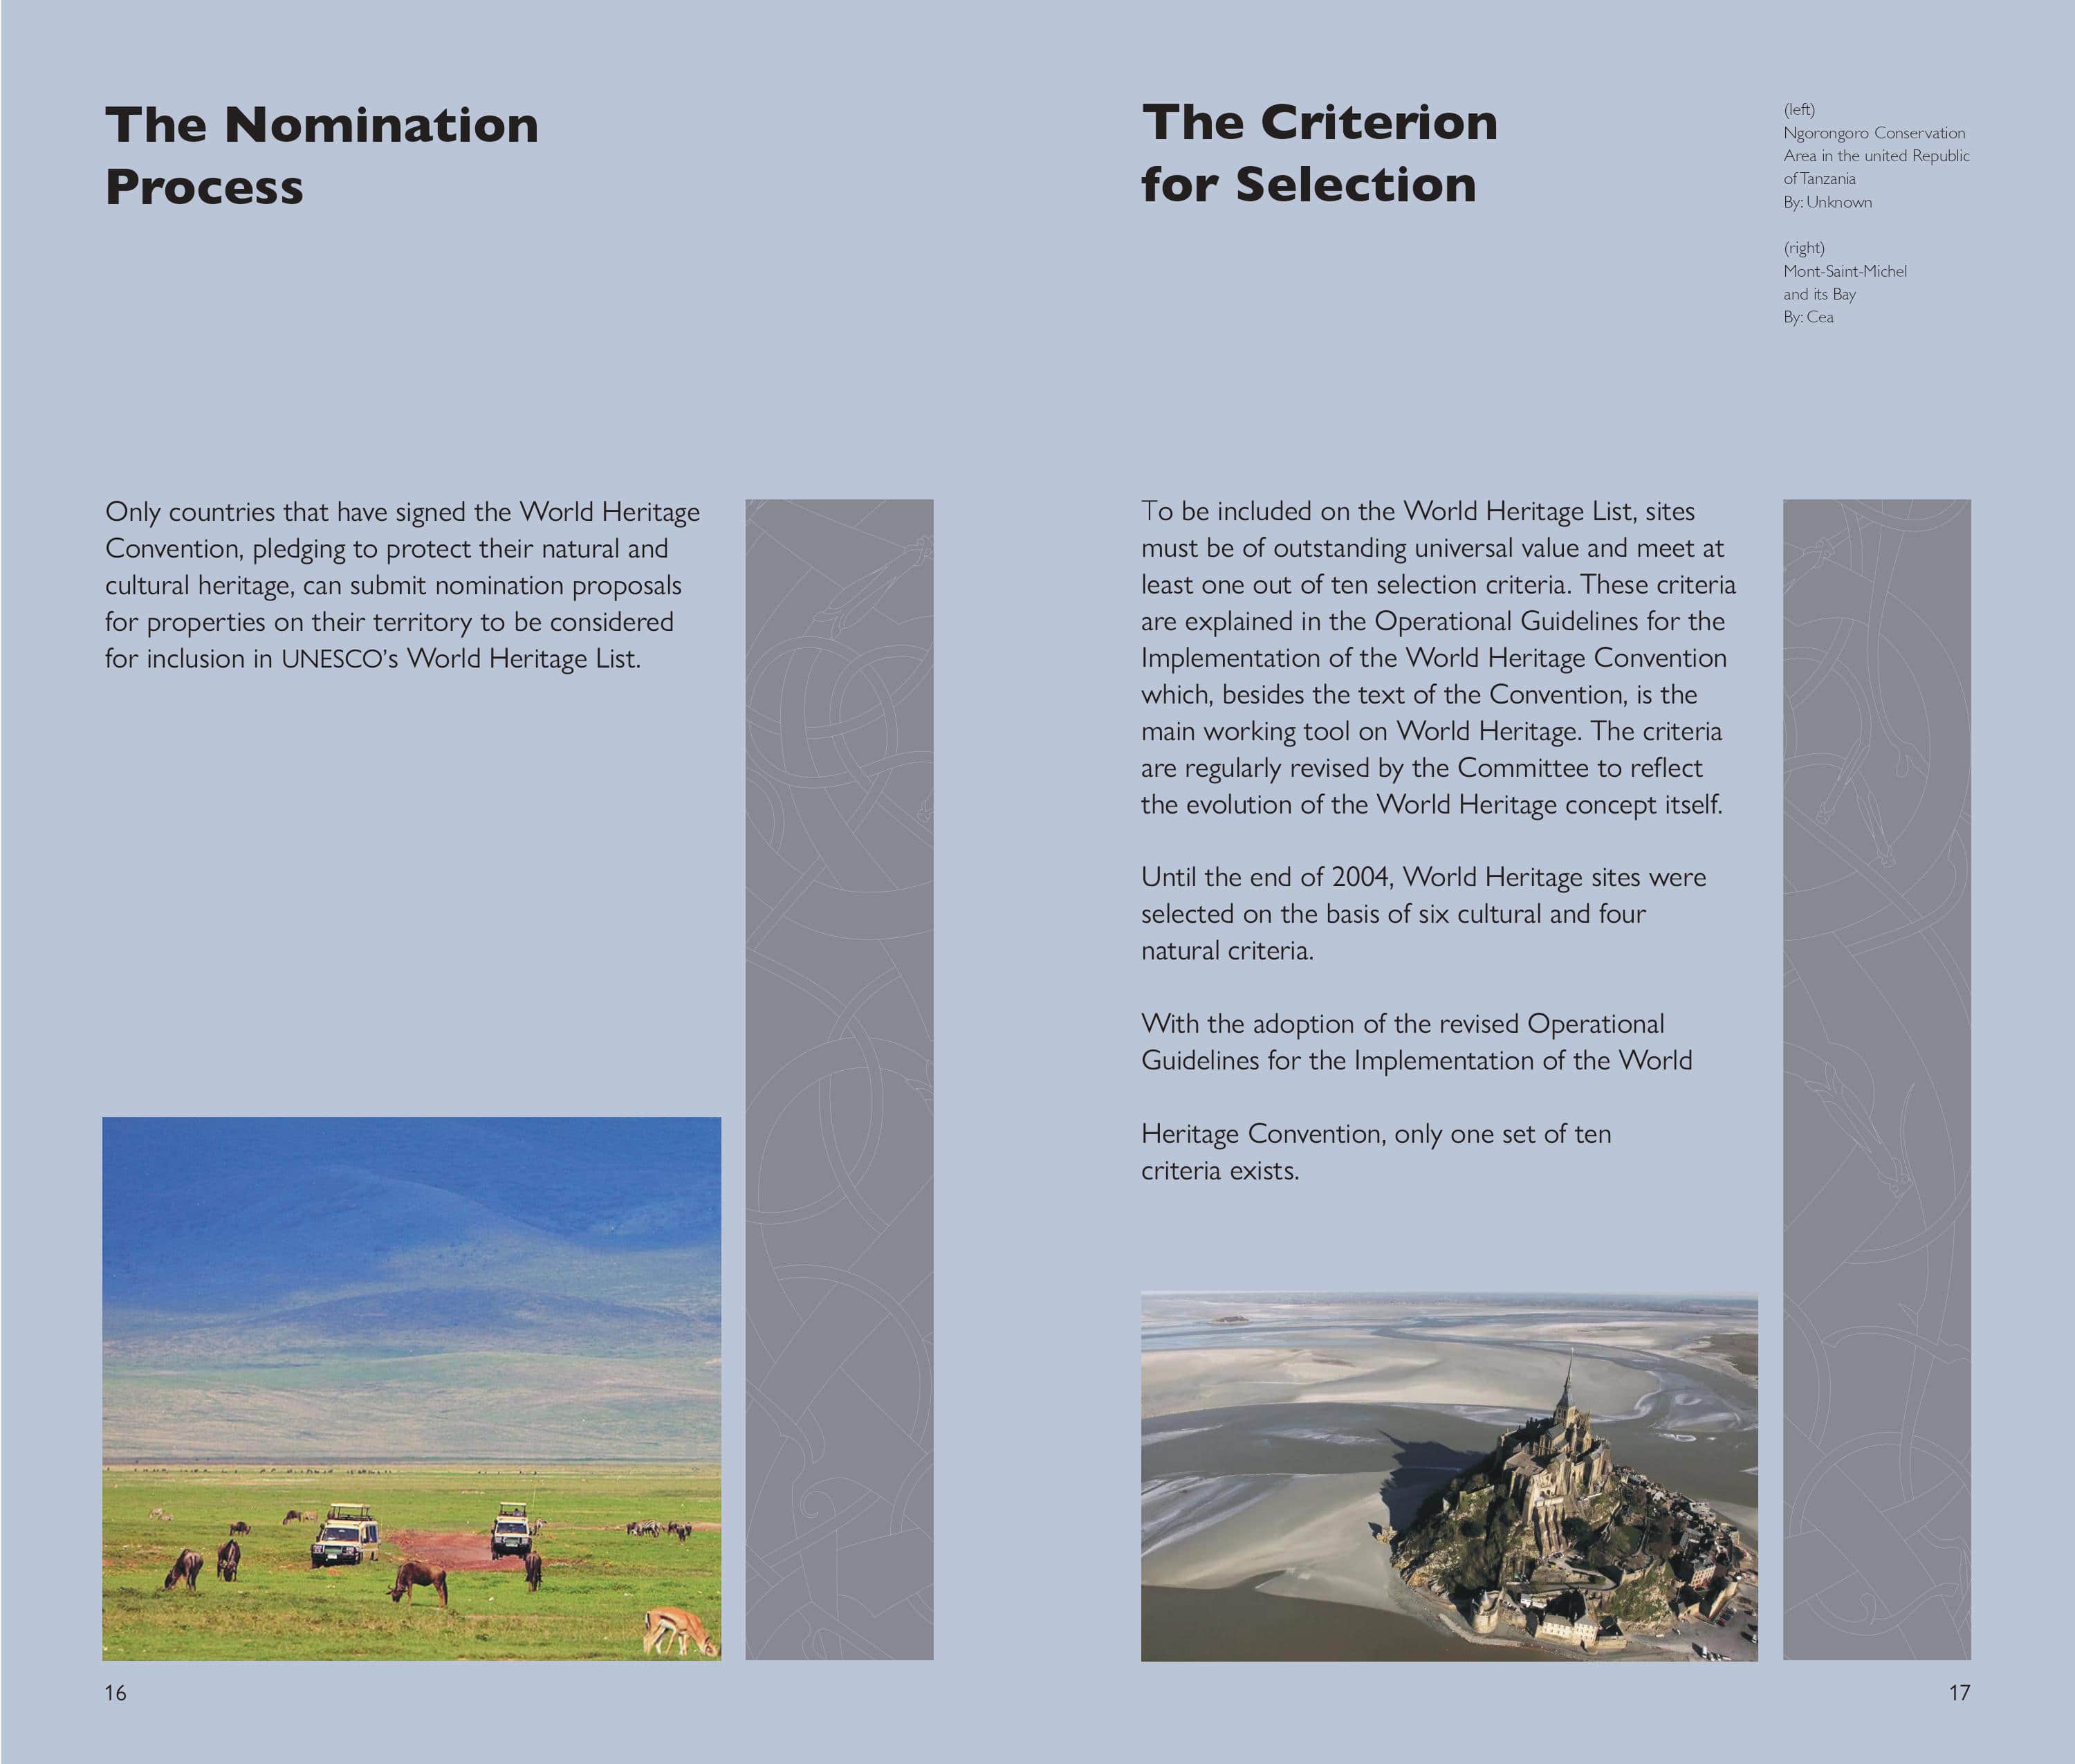 The Nomination
Process
Only countries that have signed the World Heritage
Convention, pledging to protect their natural and
cultural heritage, can submit nomination proposals
for properties on their territory to be considered
for inclusion in UNESCO’s World Heritage List.
16
The Criterion
for Selection
(left)
Ngorongoro Conservation
Area in the united Republic
of Tanzania
By: Unknown
(right)
Mont-Saint-Michel
and its Bay
By: Cea
To be included on the World Heritage List, sites
must be of outstanding universal value and meet at
least one out of ten selection criteria. These criteria
are explained in the Operational Guidelines for the
Implementation of the World Heritage Convention
which, besides the text of the Convention, is the
main working tool on World Heritage. The criteria
are regularly revised by the Committee to reflect
the evolution of the World Heritage concept itself.
Until the end of 2004, World Heritage sites were
selected on the basis of six cultural and four
natural criteria.
With the adoption of the revised Operational
Guidelines for the Implementation of the World
Heritage Convention, only one set of ten
criteria exists.
17